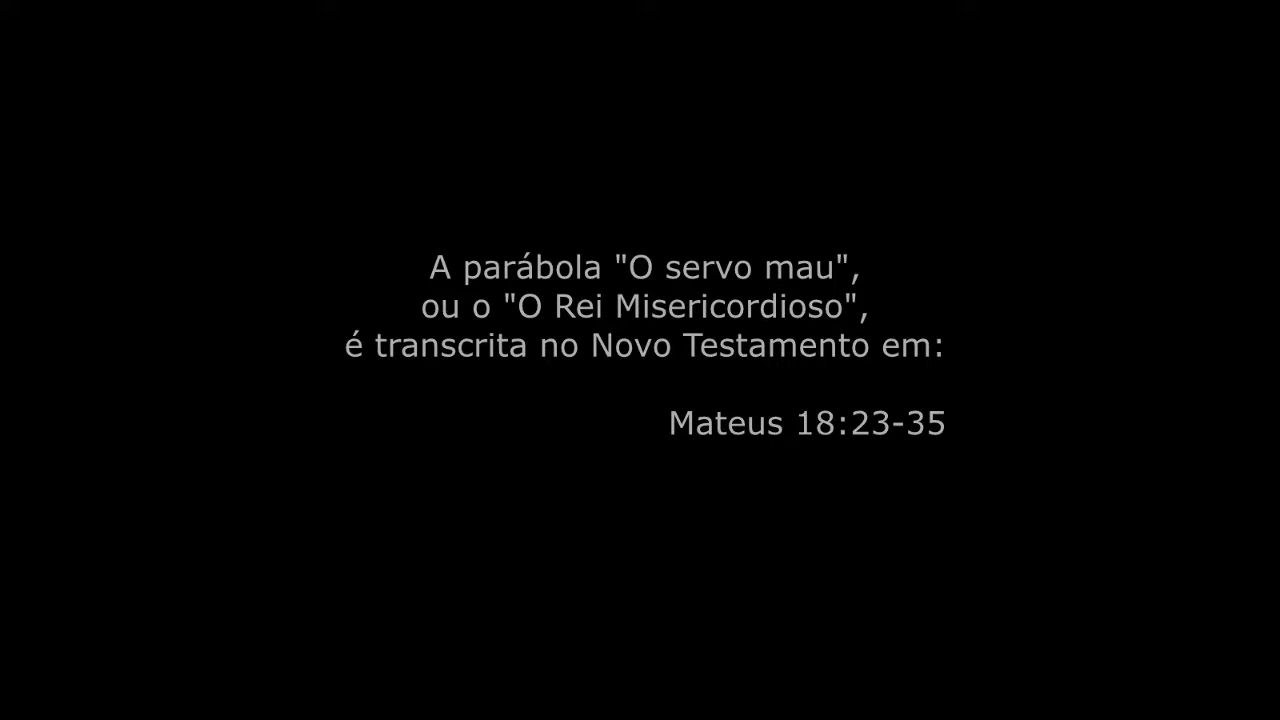 A parábola "O servo mau",
ou o "O Rei Misericordioso",
é transcrita no Novo Testamento em:
Mateus 18:23-35